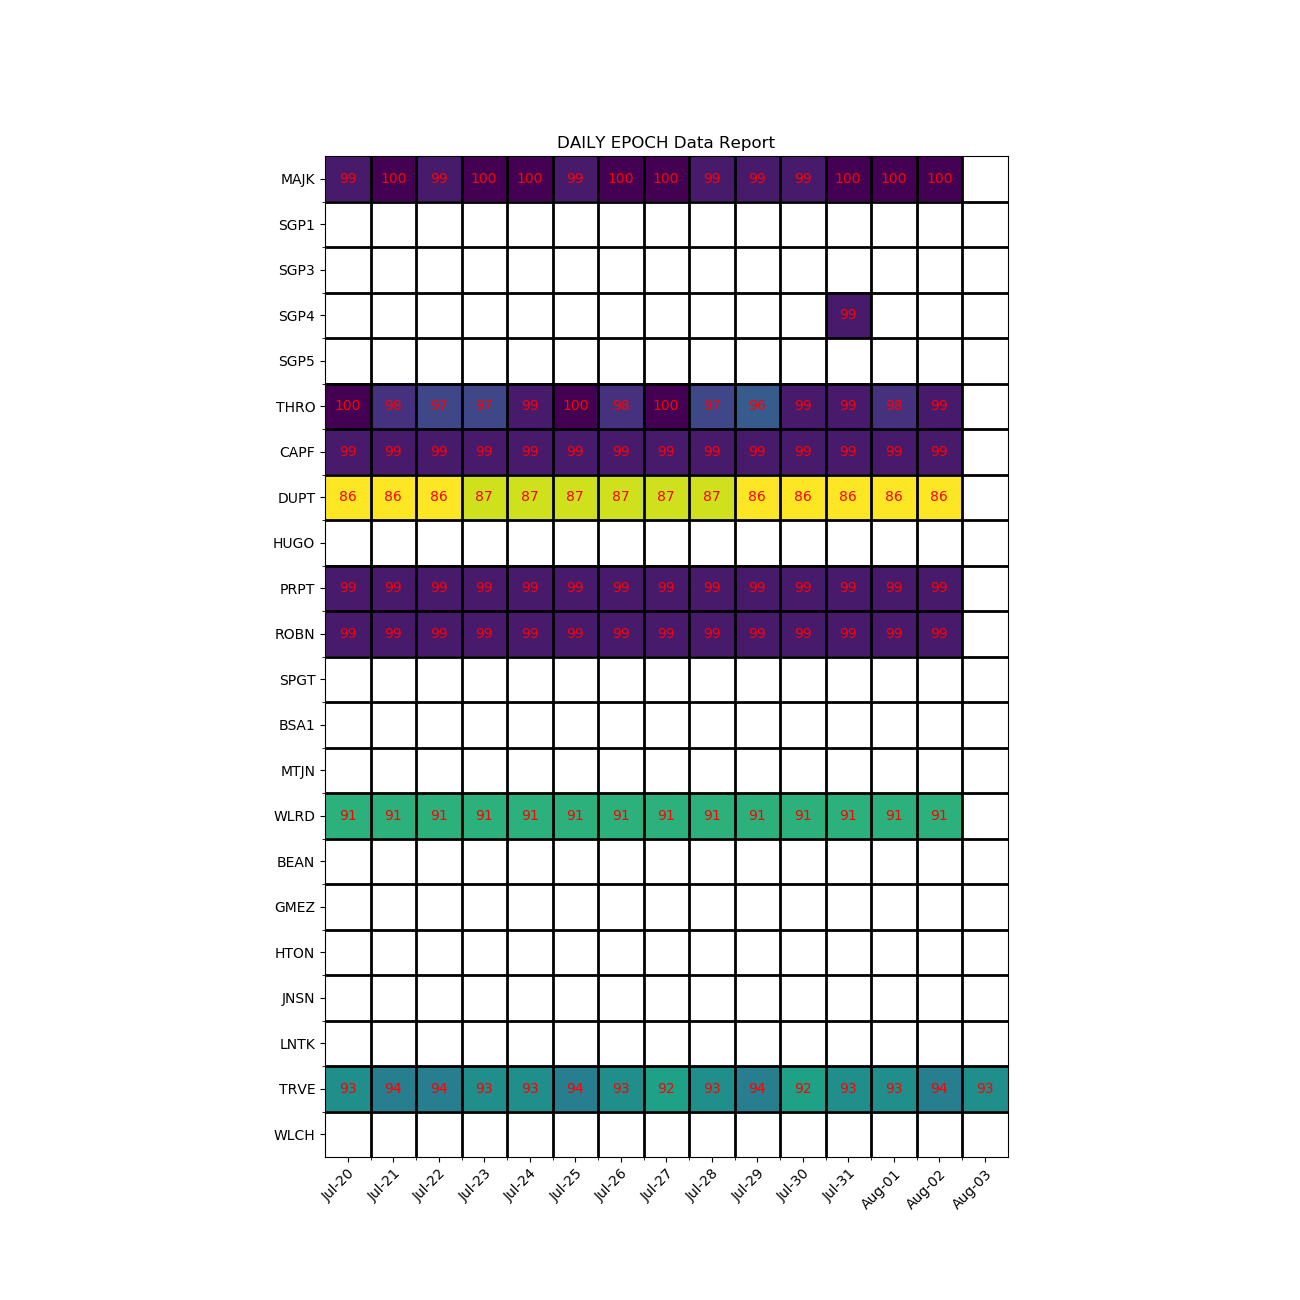 DAILY EPOCH Data Report
MAJK 99 100 99 100 100 99 100 100 99 99 99 100 100 100
SGP1
SGP3
SGP4 99
SGP5
THRO 100 98 97 97 99 100 98 100 97 96 99 99 98 99
CAPF 99 99 99 99 99 99 99 99 99 99 99 99 99 99
DUPT 86 86 86 87 87 87 87 87 87 86 86 86 86 86
HUGO
PRPT 99 99 99 99 99 99 99 99 99 99 99 99 99 99
ROBN 99 99 99 99 99 99 99 99 99 99 99 99 99 99
SPGT
BSA1
MTJN
WLRD 91 91 91 91 91 91 91 91 91 91 91 91 91 91
BEAN
GMEZ
HTON
JNSN
LNTK
TRVE 93 94 94 93 93 94 93 92 93 94 92 93 93 94 93
WLCH
Jul-20 Jul-21 Jul-22 Jul-23 Jul-24 Jul-25 Jul-26 Jul-27 Jul-28 Jul-29 Jul-30 Jul-31 Aug-01 Aug-02 Aug-03